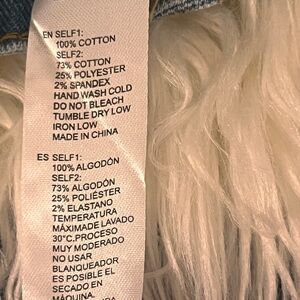 EN SELF1:
100% COTTON
SELF2:
73% COTTON
25% POLYESTER
2% SPANDEX
HAND WASH COLD
DO NOT BLEACH
TUMBLE DRY LOW
IRON LOW
MADE IN CHINA
ES SELF1:
100% ALGODÓN
SELF2:
73% ALGODÓN
25% POLIÉSTER
2% ELASTANO
TEMPERATURA
MÁXIMADE LAVADO
30°C.PROCESO
MUY MODERADO
NO USAR
BLANQUEADOR
ES POSIBLE EL
SECADO EN
MÁQUINA.